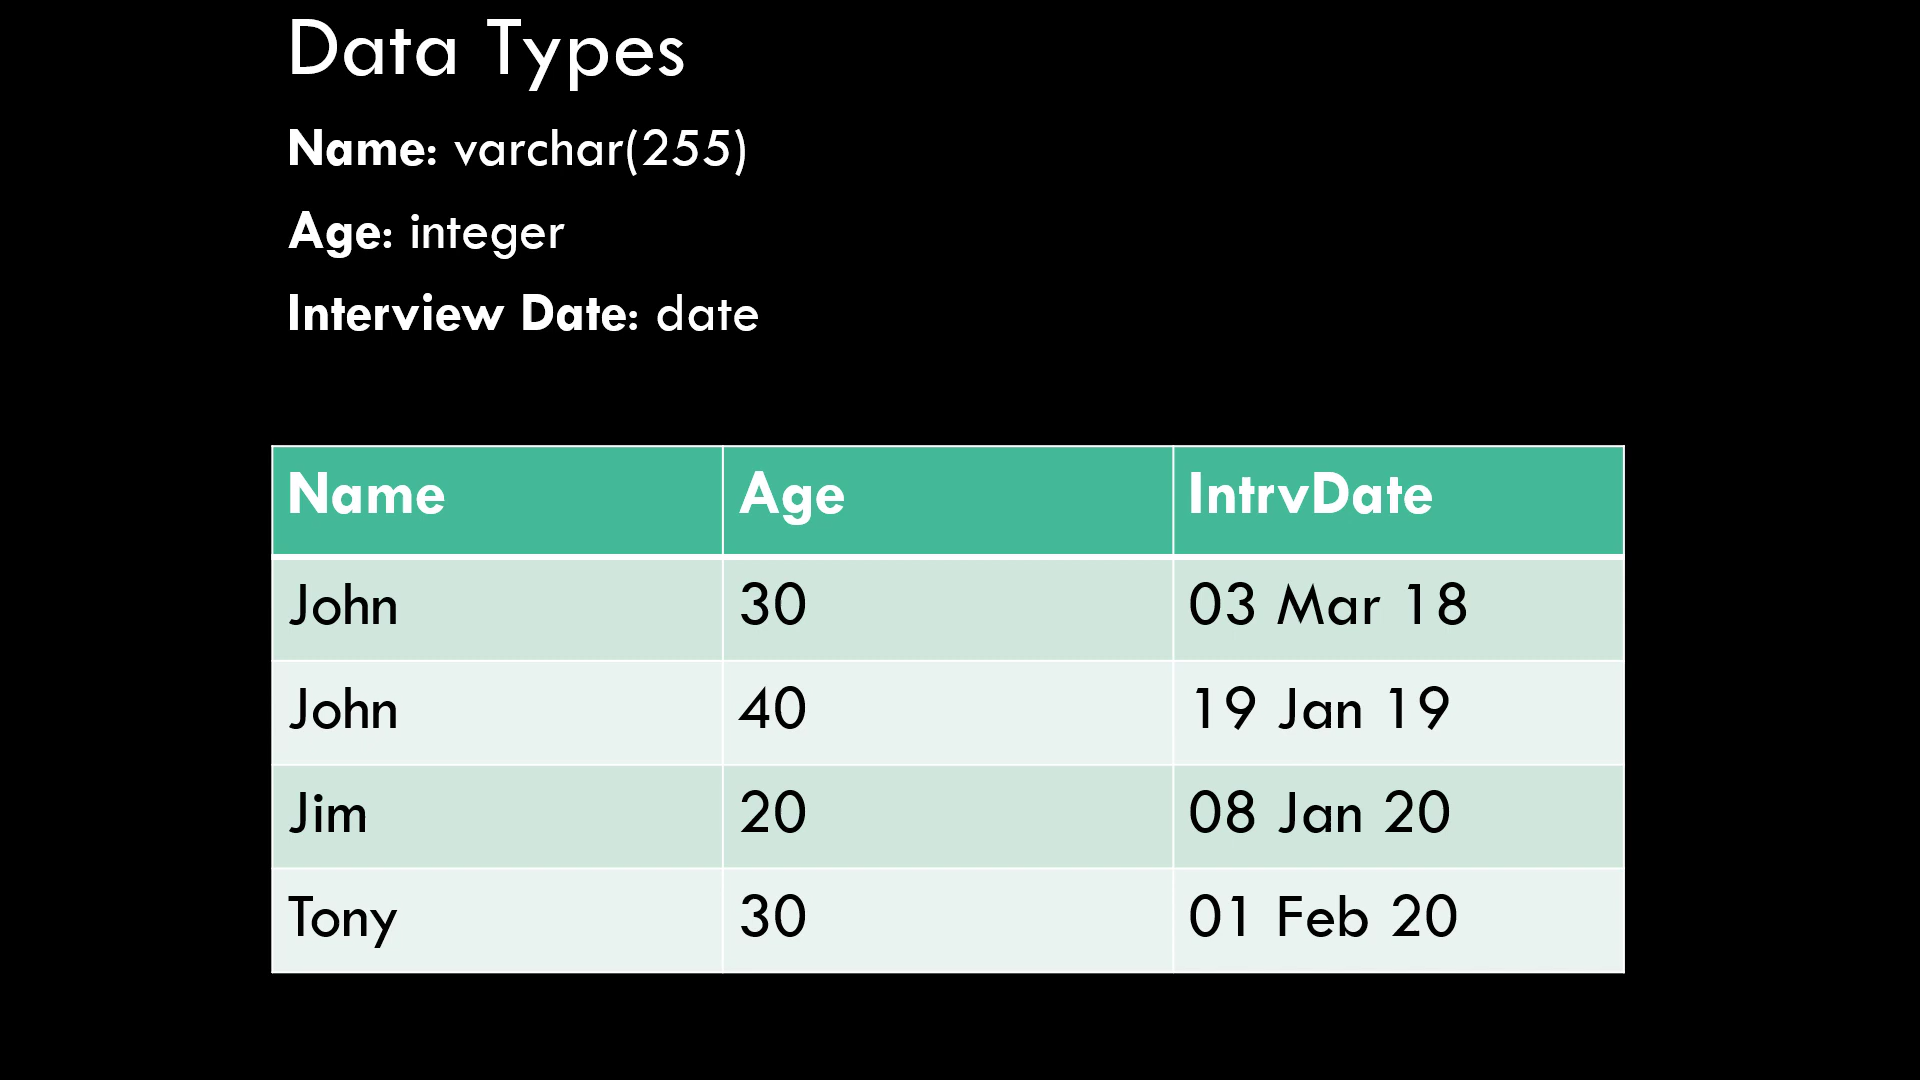 Data Types
Name: varchar(255)
Age: integer
Interview Date: date
Name Age IntrvDate
John 30 03 Mar 18
John 40 19 Jan 19
Jim 20 08 Jan 20
Tony 30 01 Feb 20